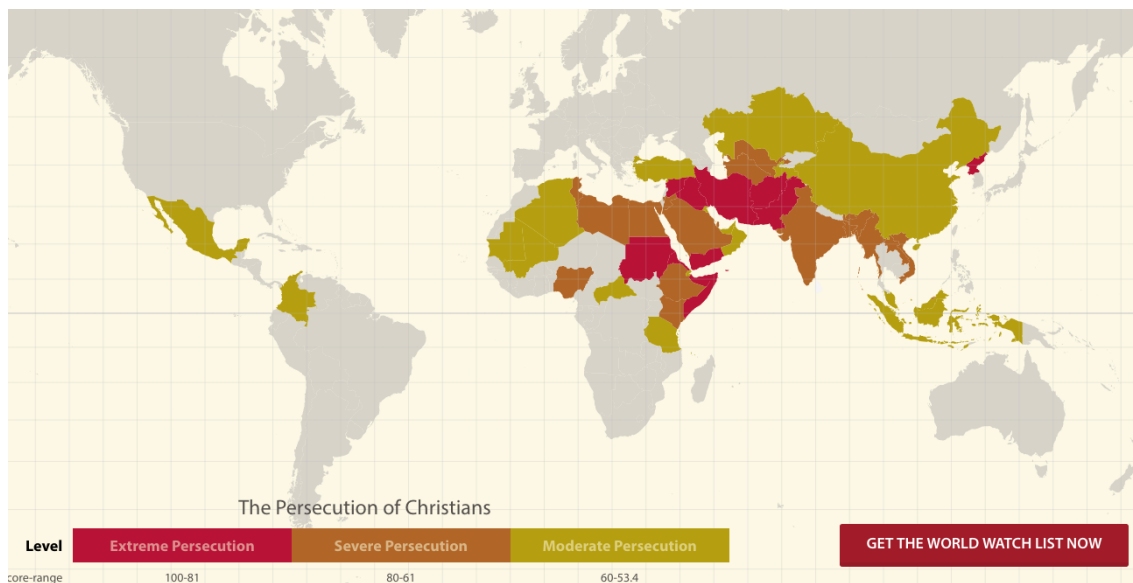 The Persecution of Christians
Level Extreme Persecution Severe Persecution Moderate Persecution
GET THE WORLD WATCH LIST NOW
core-range 100-81 80-61 60-53.4